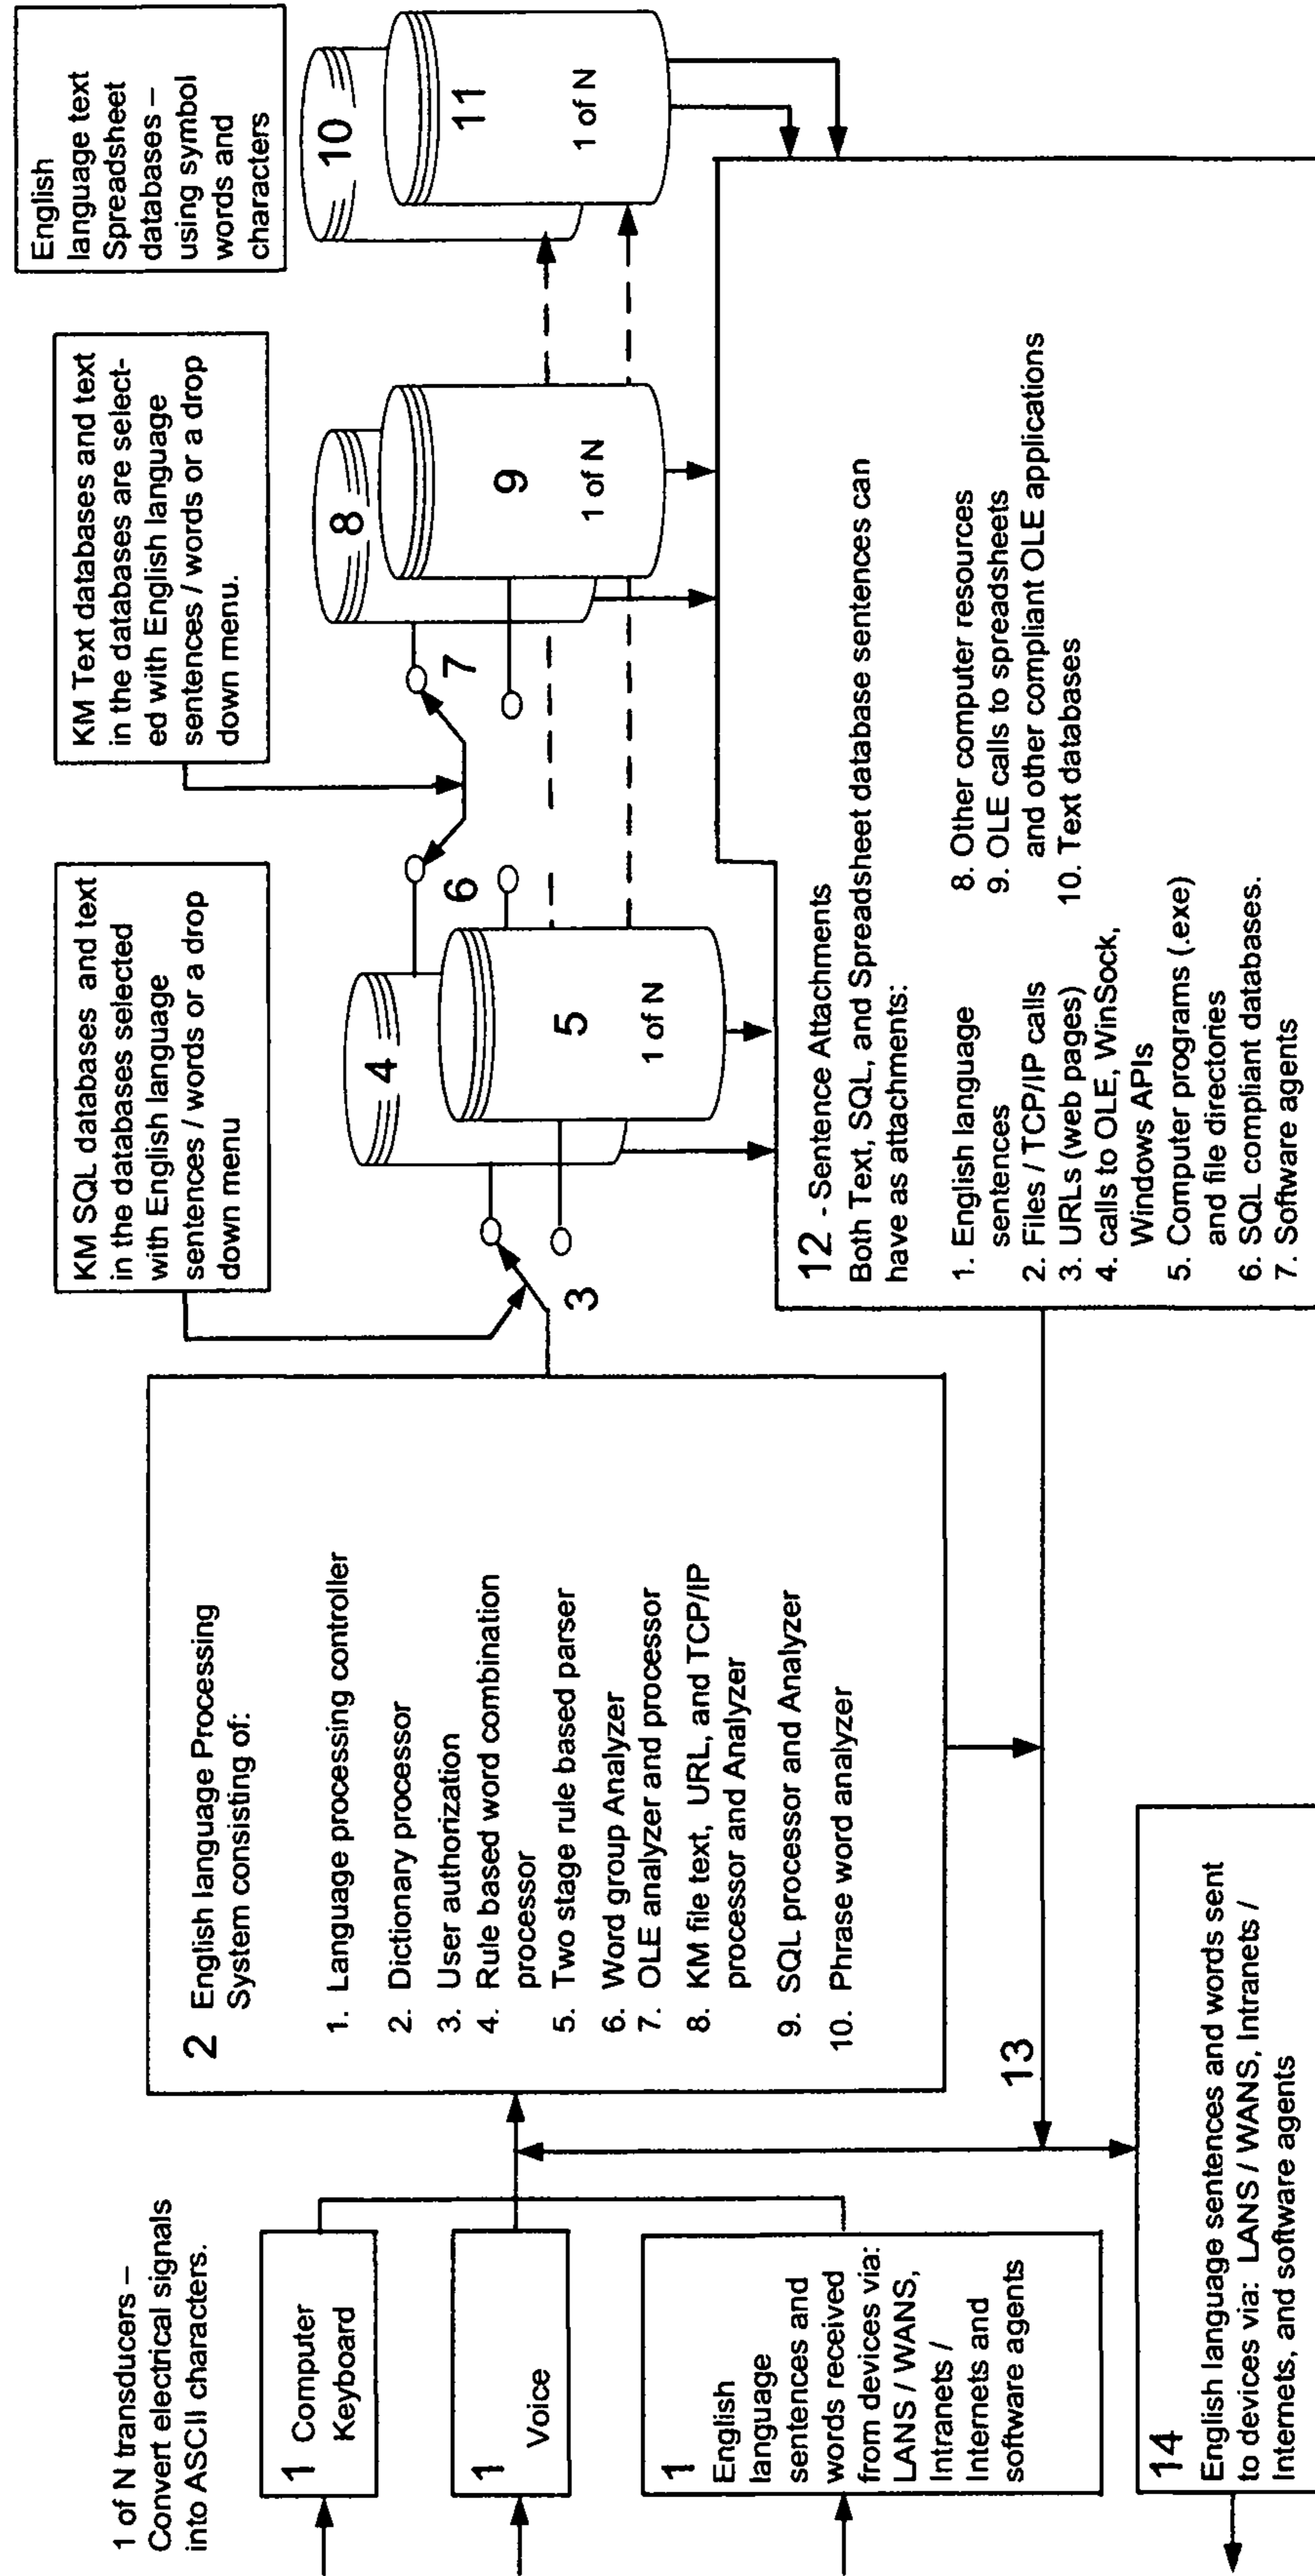 1 of N transducers –
Convert electrical signals
into ASCII characters.
1 Computer
Keyboard
1
Voice
1
English
language
sentences and
words received
from devices via:
LANS / WANS,
Intranets /
Internets and
software agents
14
English language sentences and words sent
to devices via: LANS / WANS, Intranets /
Internets, and software agents
2 English language Processing
System consisting of:
1. Language processing controller
2. Dictionary processor
3. User authorization
4. Rule based word combination
processor
5. Two stage rule based parser
6. Word group Analyzer
7. OLE analyzer and processor
8. KM file text, URL, and TCP/IP
processor and Analyzer
9. SQL processor and Analyzer
10. Phrase word analyzer
13
KM SQL databases and text
in the databases selected
with English language
sentences / words or a drop
down menu
3
4
5
1 of N
6
KM Text databases and text
in the databases are select-
ed with English language
sentences / words or a drop
down menu.
7
8
9
1 of N
English
language text
Spreadsheet
databases –
using symbol
words and
characters
10
11
1 of N
12 - Sentence Attachments
Both Text, SQL, and Spreadsheet database sentences can
have as attachments:
1. English language
sentences
2. Files / TCP/IP calls
3. URLs (web pages)
4. calls to OLE, WinSock,
Windows APIs
5. Computer programs (.exe)
and file directories
6. SQL compliant databases.
7. Software agents
8. Other computer resources
9. OLE calls to spreadsheets
and other compliant OLE applications
10. Text databases